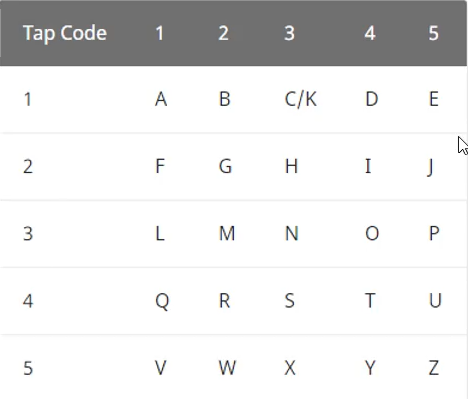 Tap Code 1 2 3 4 5
1 A B C/K D E
2 F G H I J
3 L M N O P
4 Q R S T U
5 V W X Y Z